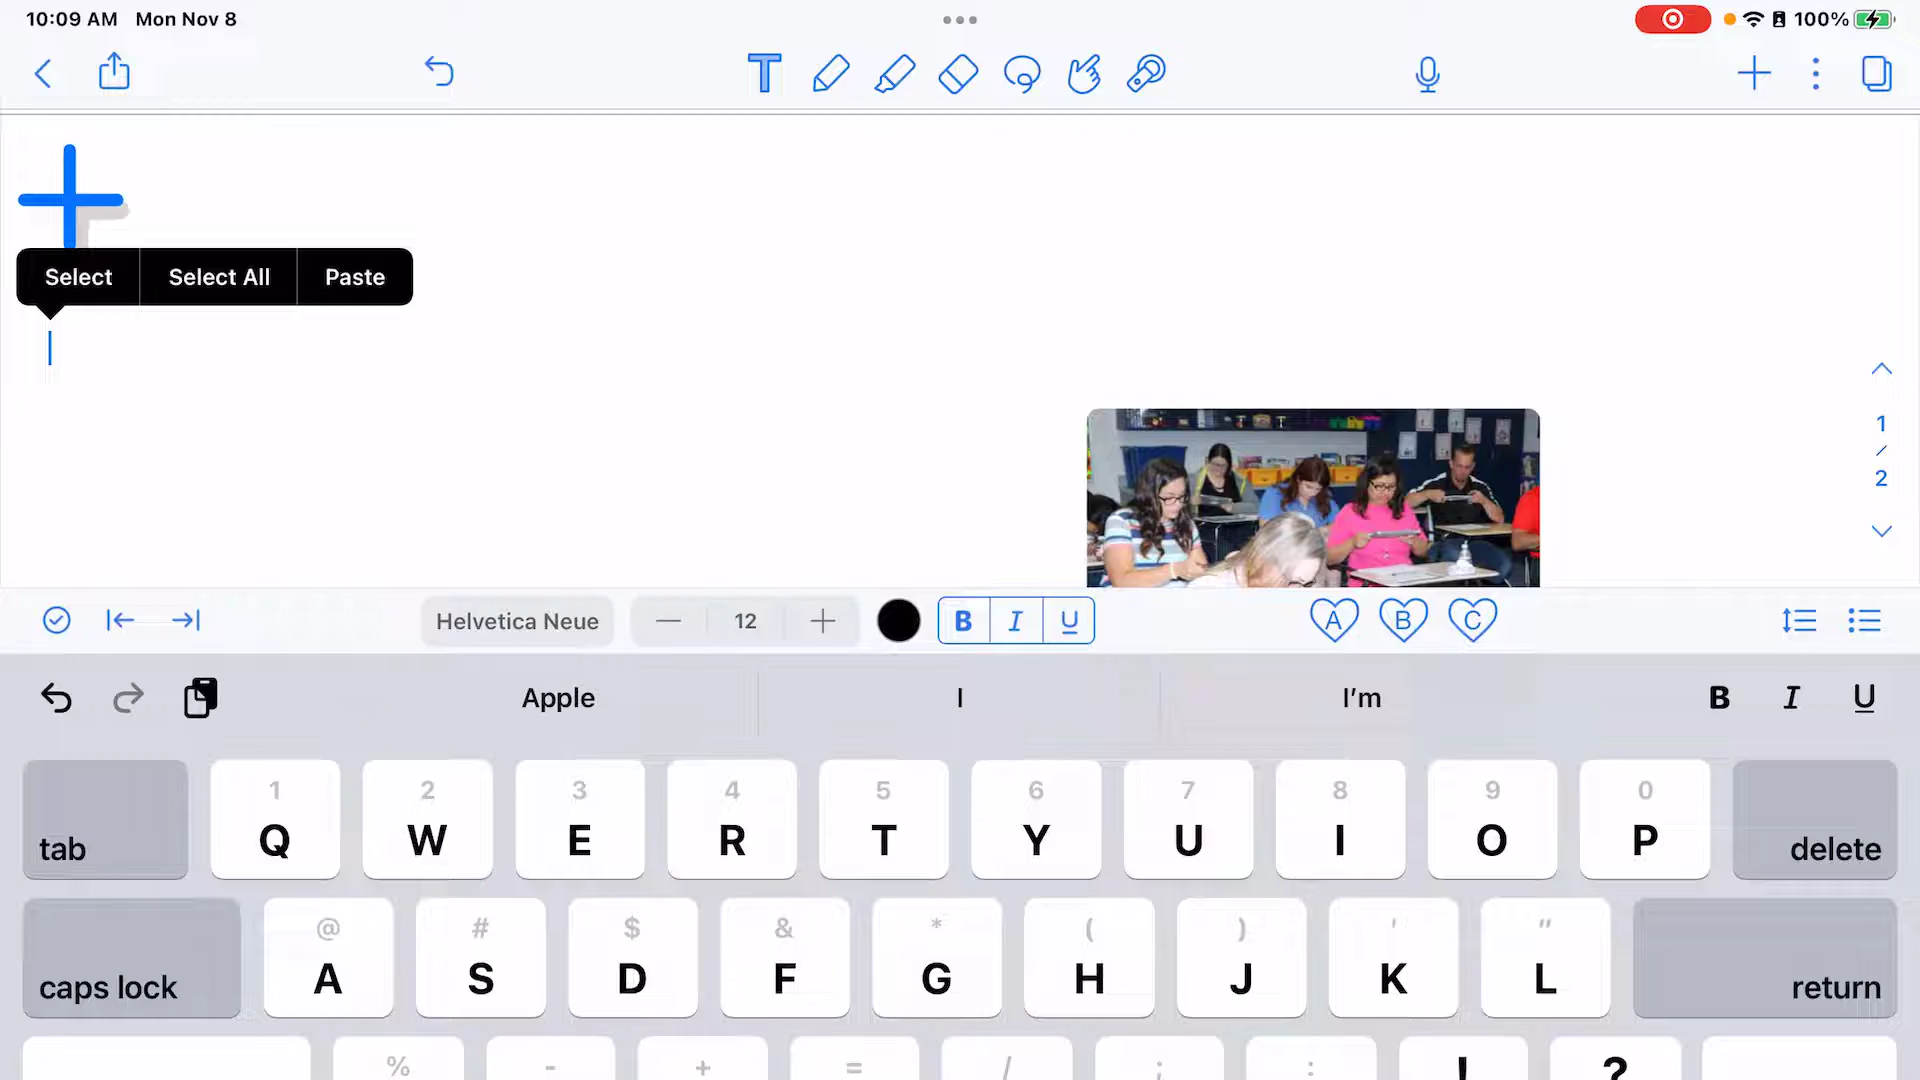 10:09 AM Mon Nov 8
100%
T
Select Select All Paste
1
2
Helvetica Neue
12
B I U
A B C
Apple I I'm
B I U
1 2 3 4 5 6 7 8 9 0
tab Q W E R T Y U I O P delete
@ # $ & * ( ) ' "
caps lock A S D F G H J K L return
% - + = / ; : ! ?